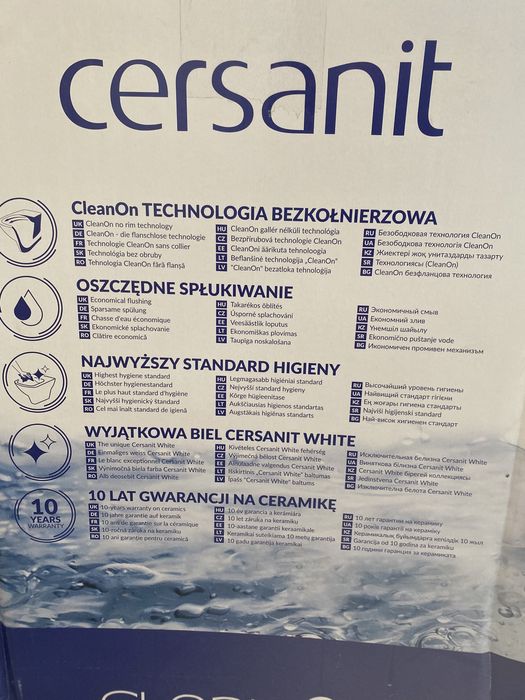 cersanit
CleanOn TECHNOLOGIA BEZKOŁNIERZOWA
UK CleanOn no rim technology
DE CleanOn - die flanschlose technologie
FR Technologie CleanOn sans collier
SK Technológia bez obruby
RO Tehnologia CleanOn fără flanșă
HU CleanOn gallér nélküli technológia
CZ Bezpřírubová technologie CleanOn
EE CleanOni äärikuta tehnoloogia
LT Beflanšinė technologija „CleanOn"
LV "CleanOn" bezatloka tehnoloģija
RU Безободковая технология CleanOn
UA Безободкова технологія CleanOn
KZ Жиектері жоқ унитаздарды тазарту
SR Технологиясы (CleanOn)
BG CleanOn безфланцова технология
OSZCZĘDNE SPŁUKIWANIE
UK Economical flushing
DE Sparsame spülung
FR Chasse d'eau économique
SK Ekonomické splachovanie
RO Clătire economică
HU Takarékos öblítés
CZ Úsporné splachování
EE Veesäästlik loputus
LT Ekonomiškas plovimas
LV Taupīga noskalošana
RU Экономичный смыв
UA Економний злив
KZ Үнемшіл шайылу
SR Ekonomično puštanje vode
BG Икономичен промивен механизъм
NAJWYŻSZY STANDARD HIGIENY
UK Highest hygiene standard
DE Höchster hygienestandard
FR Le plus haut standard d'hygiène
SK Najvyšší hygienický štandard
RO Cel mai înalt standard de igienă
HU Legmagasabb higiéniai standard
CZ Nejvyšší standard hygieny
EE Kõrge hügieenitase
LT Aukščiausias higienos standartas
LV Augstākais higiēnas standarts
RU Высочайший уровень гигиены
UA Найвищий стандарт гігієни
KZ Ең жоғары гигиена стандарты
SR Najviši higijenski standard
BG Най-висок хигиенен стандарт
WYJĄTKOWA BIEL CERSANIT WHITE
UK The unique Cersanit White
DE Einmaliges weiss Cersanit White
FR Le blanc exceptionnel Cersanit White
SK Výnimočná biela farba Cersanit White
RO Alb deosebit Cersanit White
HU Kivételes Cersanit White fehérség
CZ Výjimečná bělost Cersanit White
EE Ainulaadne valgendus Cersanit White
LT Išskirtinis „Cersanit White" baltumas
LV Īpašs "Cersanit White" baltums
RU Исключительная белизна Cersanit White
UA Виняткова білизна Cersanit White
KZ Cersanit White бірегей коллекциясы
SR Jedinstvena Cersanit White
BG Изключителна белота Cersanit White
10
YEARS
WARRANTY
10 LAT GWARANCJI NA CERAMIKĘ
UK 10-years warranty on ceramics
DE 10 jahre garantie auf keramik
FR 10 ans de garantie sur la céramique
SK 10-ročná záruka na keramiku
RO 10 ani garantie pentru ceramică
HU 10 év garancia a kerámiára
CZ 10 let záruka na keramiku
EE 10-aastane garantii keraamikale
LT Keramikai suteikiama 10 metų garantija
LV 10 gadu garantija keramikai
RU 10 лет гарантии на керамику
UA 10 років гарантії на кераміку
KZ Керамикалық бұйымдарға кепілдік 10 жыл
SR Garancija od 10 godina za keramiku
BG 10 години гаранция за керамиката